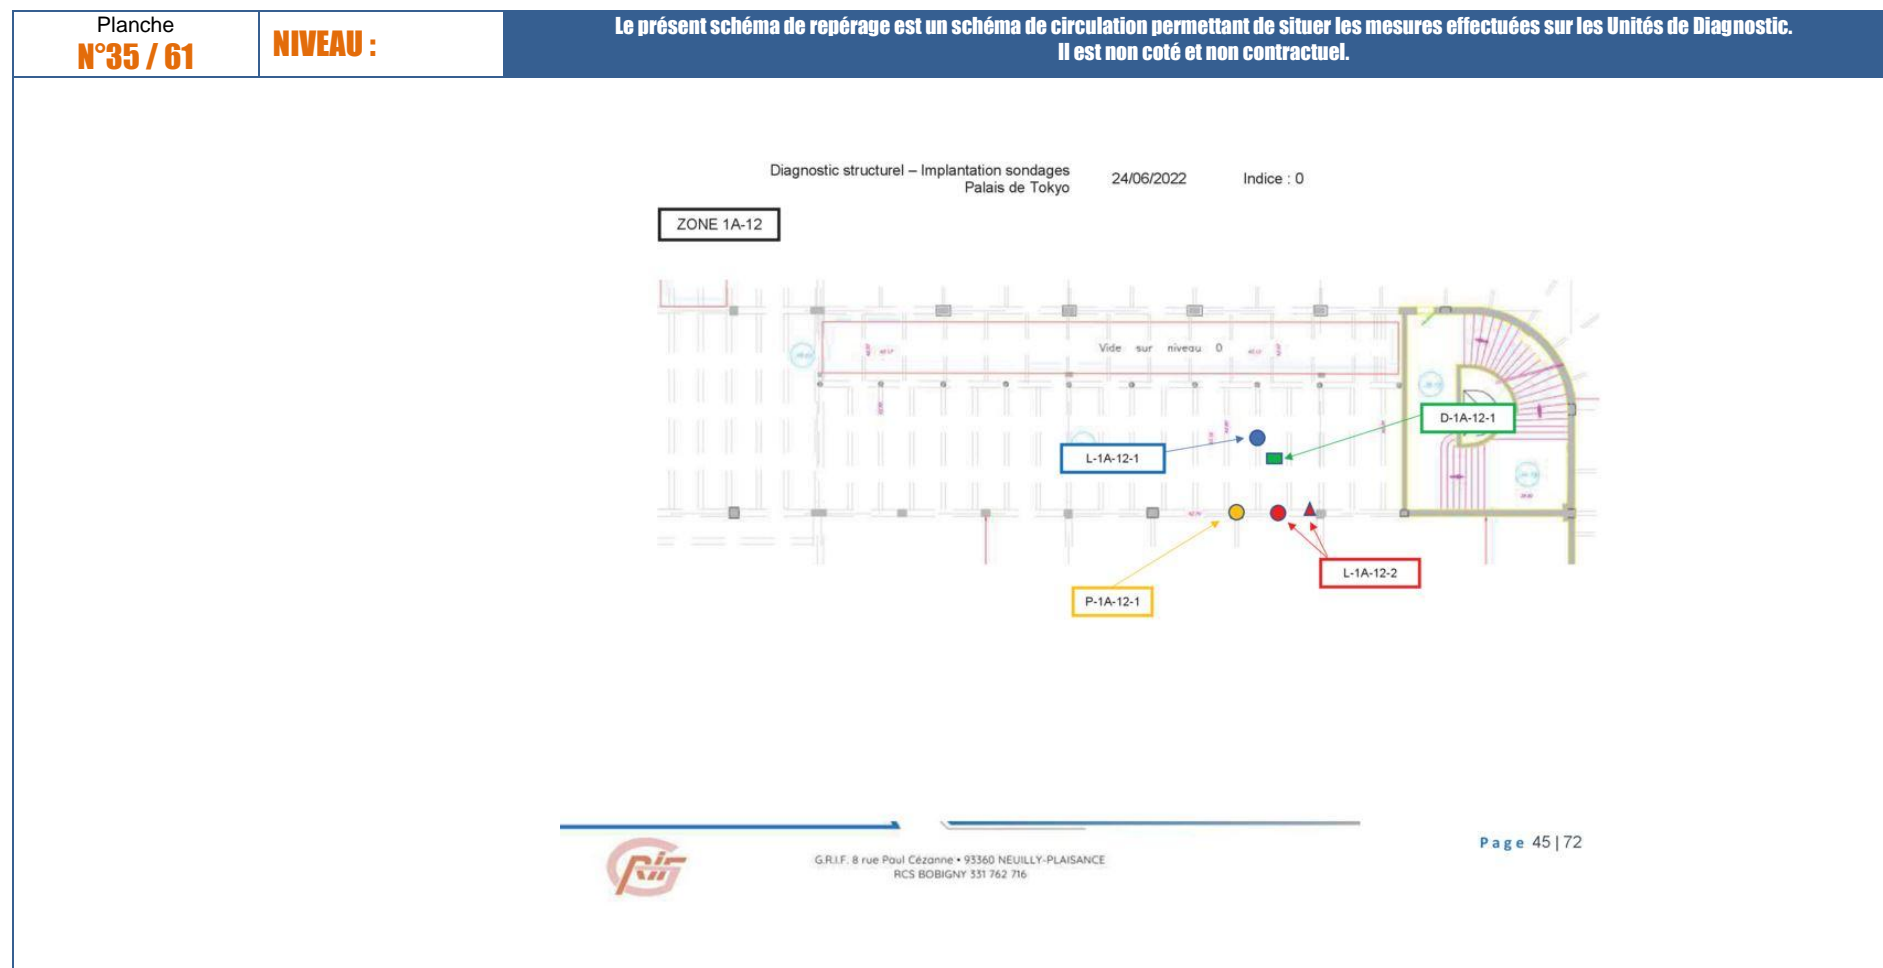 Planche
N°35 / 61
NIVEAU :
Le présent schéma de repérage est un schéma de circulation permettant de situer les mesures effectuées sur les Unités de Diagnostic.
Il est non coté et non contractuel.
Diagnostic structurel – Implantation sondages
Palais de Tokyo
24/06/2022
Indice : 0
ZONE 1A-12
Vide sur niveau 0
D-1A-12-1
L-1A-12-1
L-1A-12-2
P-1A-12-1
G.R.I.F. 8 rue Paul Cézanne • 93360 NEUILLY-PLAISANCE
RCS BOBIGNY 331 762 716
Page 45 | 72